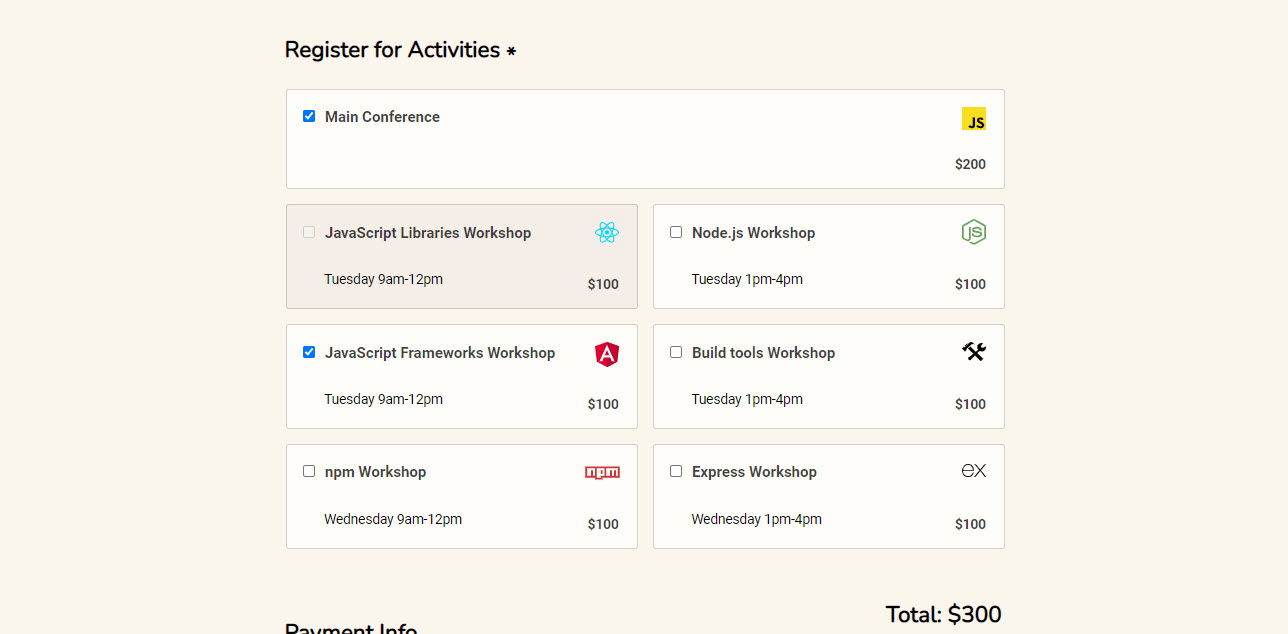 Register for Activities *
Main Conference
JS
$200
JavaScript Libraries Workshop
Tuesday 9am-12pm
$100
Node.js Workshop
JS
Tuesday 1pm-4pm
$100
JavaScript Frameworks Workshop
A
Tuesday 9am-12pm
$100
Build tools Workshop
Tuesday 1pm-4pm
$100
npm Workshop
npm
Wednesday 9am-12pm
$100
Express Workshop
ex
Wednesday 1pm-4pm
$100
Total: $300
Payment Info